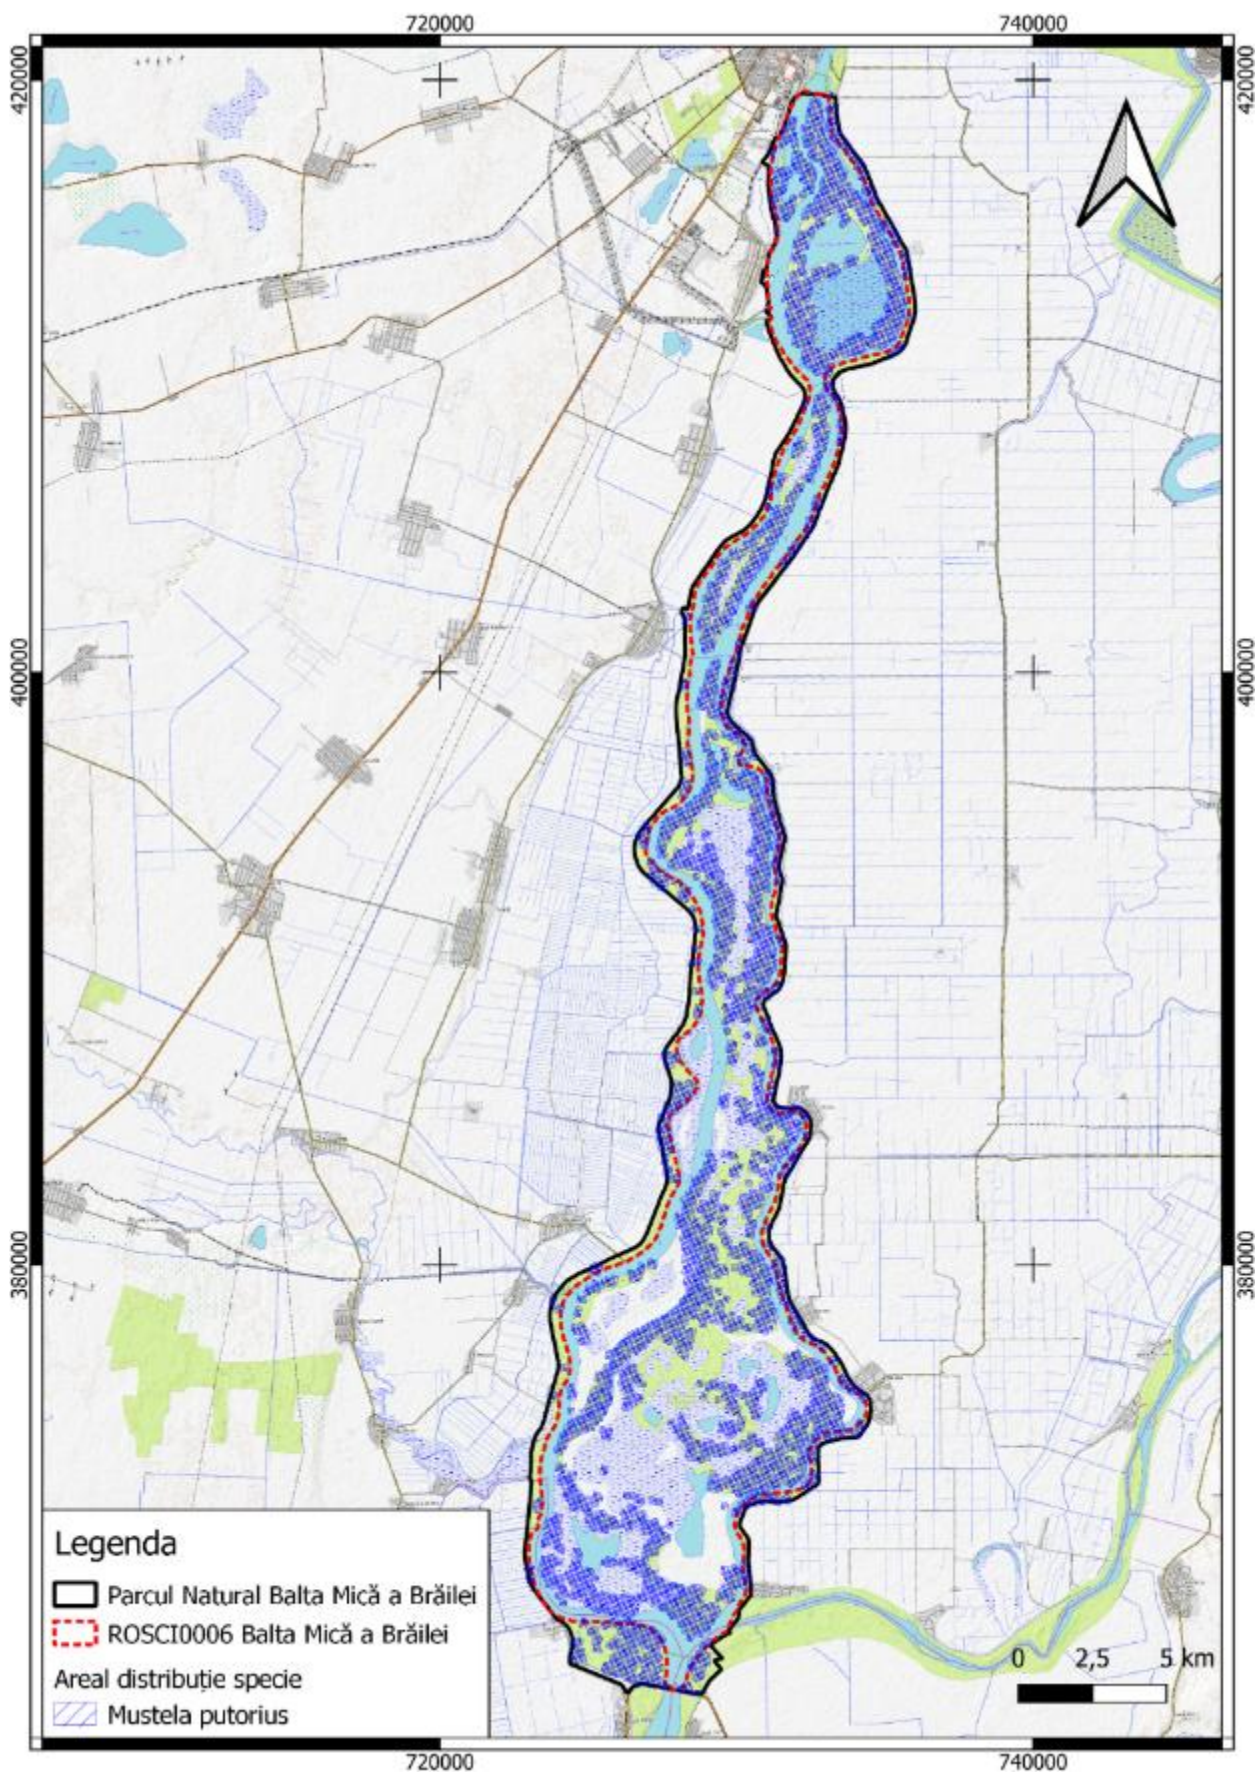 720000 740000
420000 420000
400000 400000
380000 380000
Legenda
Parcul Natural Balta Mică a Brăilei
ROSCI0006 Balta Mică a Brăilei
Areal distribuție specie
Mustela putorius
0 2,5 5 km
720000 740000